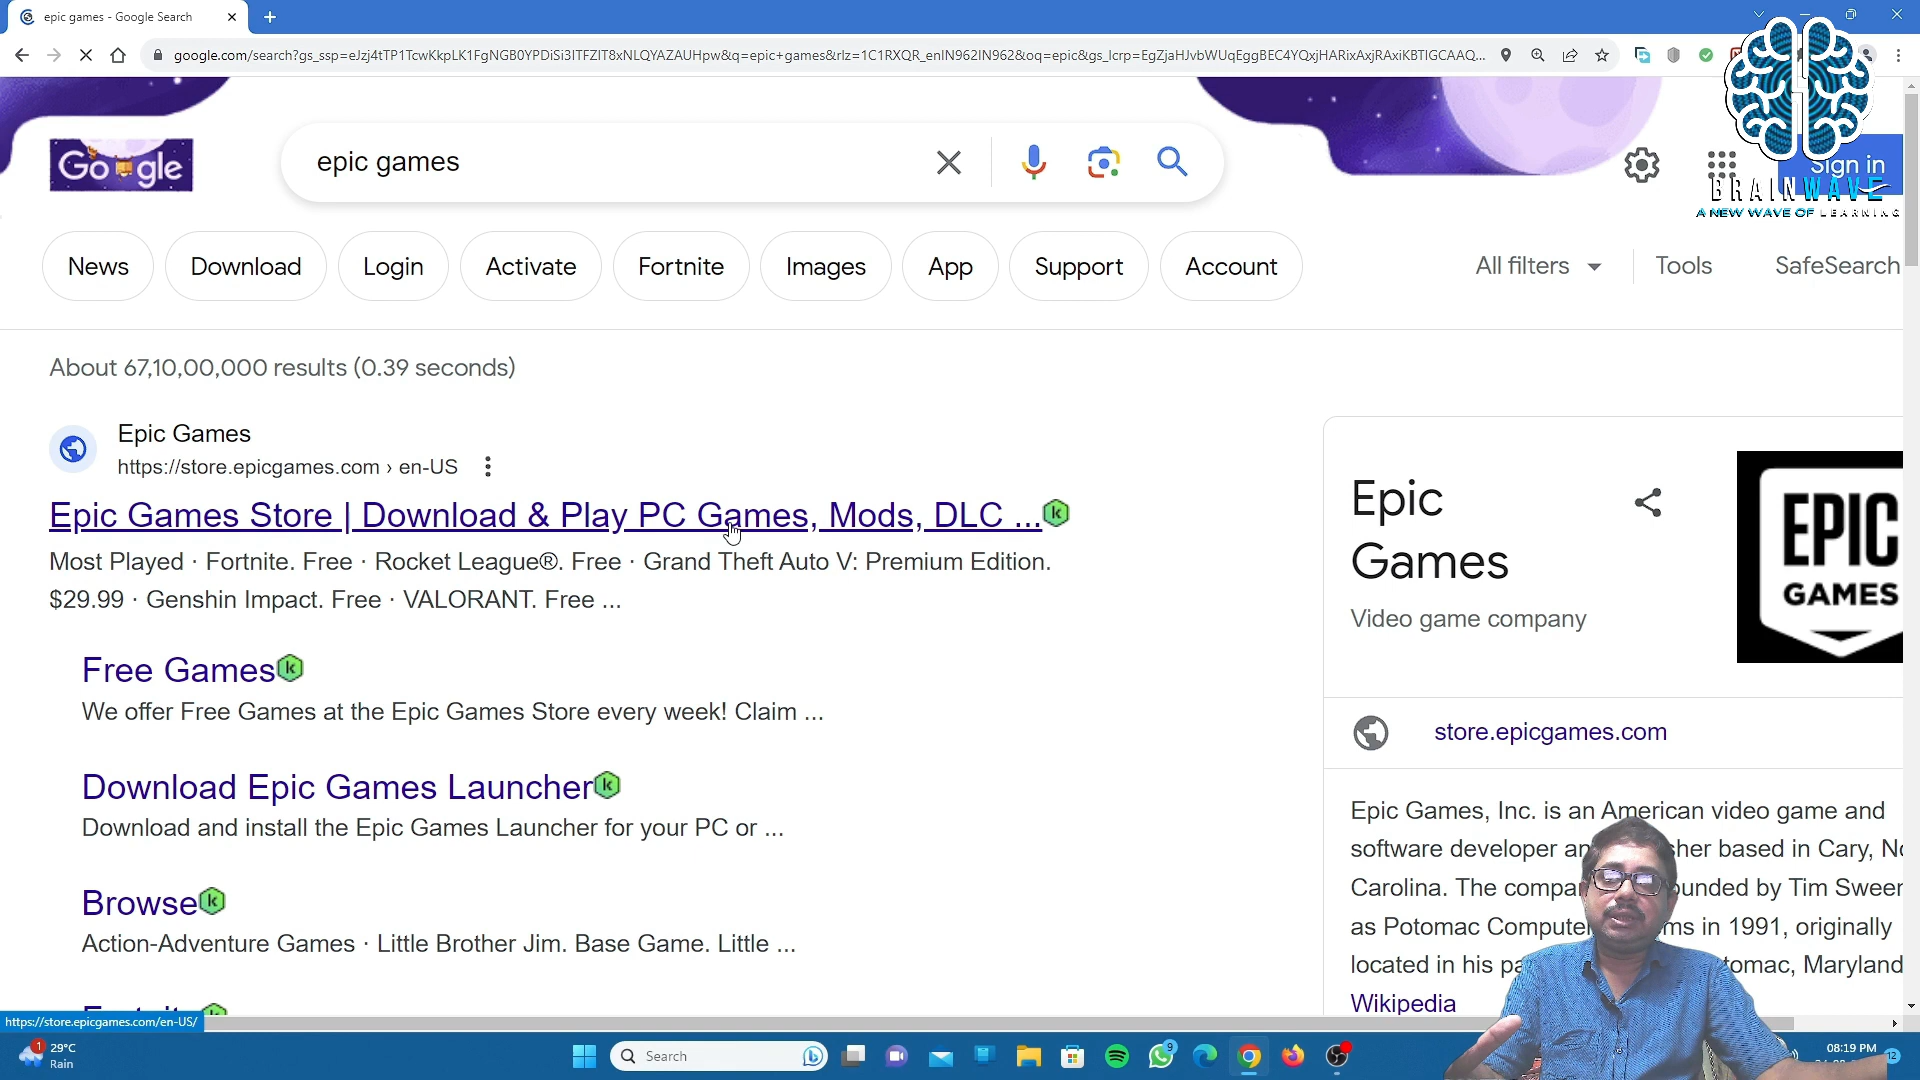 epic games - Google Search
google.com/search?gs_ssp=eJzj4tTP1TcwKkpLK1FgNGB0YPDiSi3ITFZIT8xNLQYAZAUHpw&q=epic+games&rlz=1C1RXQR_enIN962IN962&oq=epic&gs_lcrp=EgZjaHJvbWUqEggBEC4YQxjHARixAxjRAxiKBTIGCAAQ...
Google
epic games
Sign in
BRAINWAVE
A NEW WAVE OF LEARNING
News
Download
Login
Activate
Fortnite
Images
App
Support
Account
All filters
Tools
SafeSearch
About 67,10,00,000 results (0.39 seconds)
Epic Games
https://store.epicgames.com › en-US
Epic Games Store | Download & Play PC Games, Mods, DLC ...
Most Played · Fortnite. Free · Rocket League®. Free · Grand Theft Auto V: Premium Edition.
$29.99 · Genshin Impact. Free · VALORANT. Free ...
Free Games
We offer Free Games at the Epic Games Store every week! Claim ...
Download Epic Games Launcher
Download and install the Epic Games Launcher for your PC or ...
Browse
Action-Adventure Games · Little Brother Jim. Base Game. Little ...
Epic
Games
Video game company
EPIC
GAMES
store.epicgames.com
Epic Games, Inc. is an American video game and
software developer an sher based in Cary, No
Carolina. The compa ounded by Tim Sweer
as Potomac Compute ms in 1991, originally
located in his pa tomac, Maryland
Wikipedia
https://store.epicgames.com/en-US/
1
29°C
Rain
Search
9
08:19 PM
12